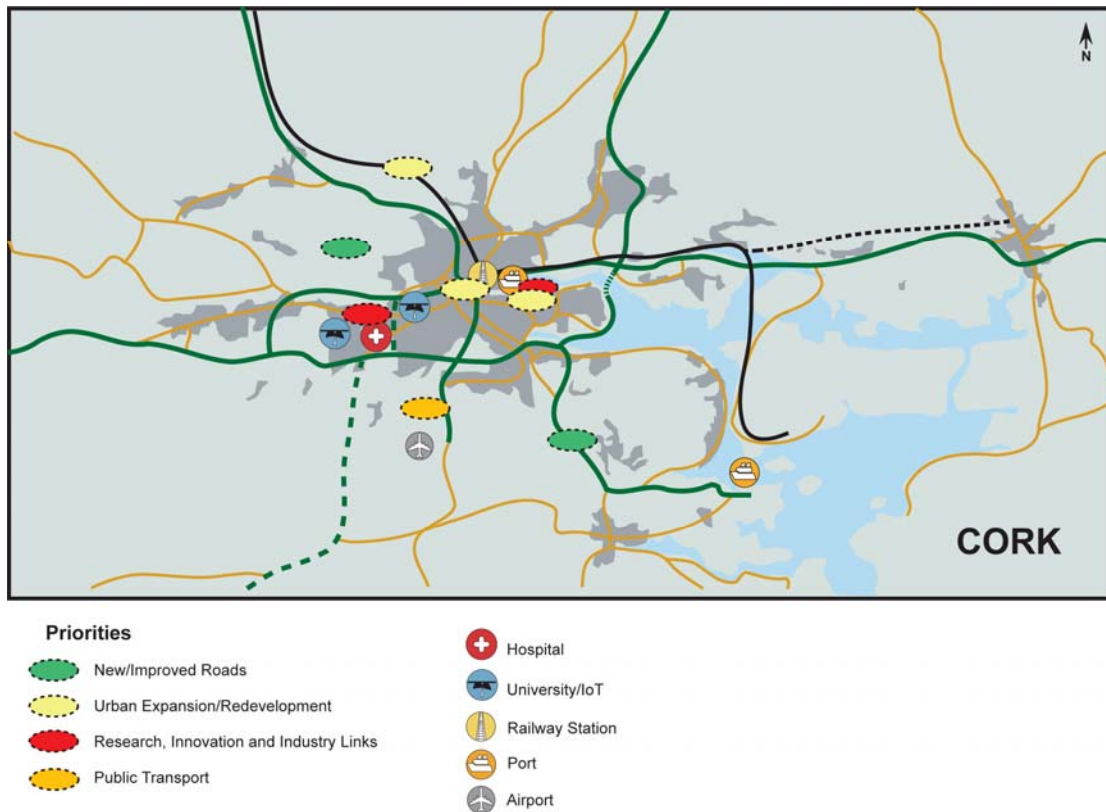 N
CORK
Priorities
New/Improved Roads
Urban Expansion/Redevelopment
Research, Innovation and Industry Links
Public Transport
Hospital
University/IoT
Railway Station
Port
Airport